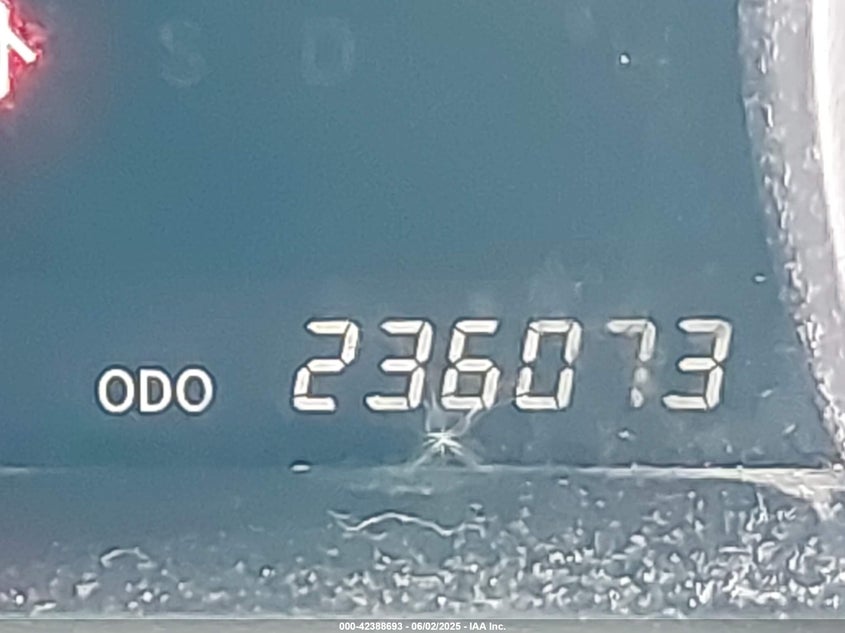 S D
ODO 236073
000-42388693 - 06/02/2025 - IAA Inc.